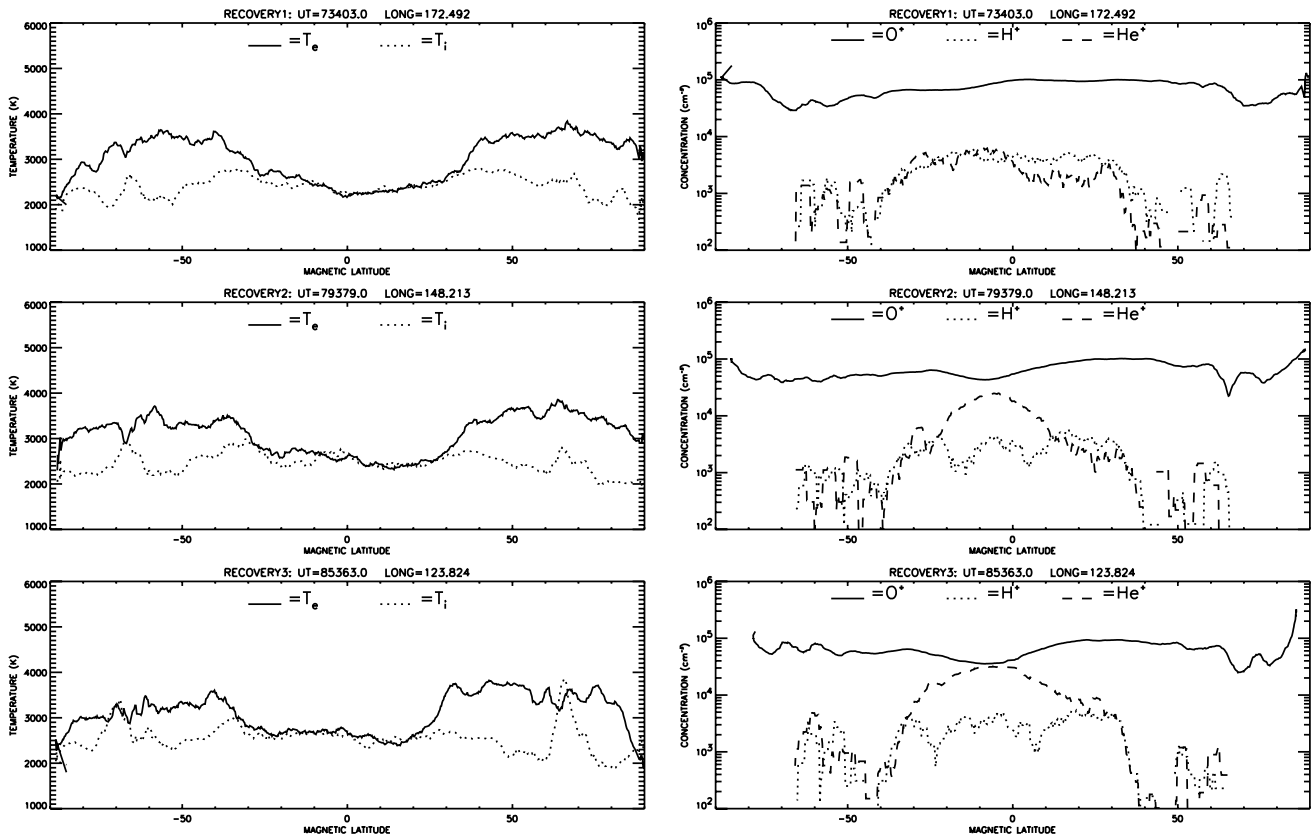 RECOVERY1: UT=73403.0 LONG=172.492
6000
5000
4000
3000
2000
1000
TEMPERATURE (K)
=Te =Ti
-50 0 50
MAGNETIC LATITUDE
RECOVERY1: UT=73403.0 LONG=172.492
10⁶
10⁵
10⁴
10³
10²
CONCENTRATION (cm⁻³)
=O⁺ =H⁺ =He⁺
-50 0 50
MAGNETIC LATITUDE
RECOVERY2: UT=79379.0 LONG=148.213
6000
5000
4000
3000
2000
1000
TEMPERATURE (K)
=Te =Ti
-50 0 50
MAGNETIC LATITUDE
RECOVERY2: UT=79379.0 LONG=148.213
10⁶
10⁵
10⁴
10³
10²
CONCENTRATION (cm⁻³)
=O⁺ =H⁺ =He⁺
-50 0 50
MAGNETIC LATITUDE
RECOVERY3: UT=85363.0 LONG=123.824
6000
5000
4000
3000
2000
1000
TEMPERATURE (K)
=Te =Ti
-50 0 50
MAGNETIC LATITUDE
RECOVERY3: UT=85363.0 LONG=123.824
10⁶
10⁵
10⁴
10³
10²
CONCENTRATION (cm⁻³)
=O⁺ =H⁺ =He⁺
-50 0 50
MAGNETIC LATITUDE